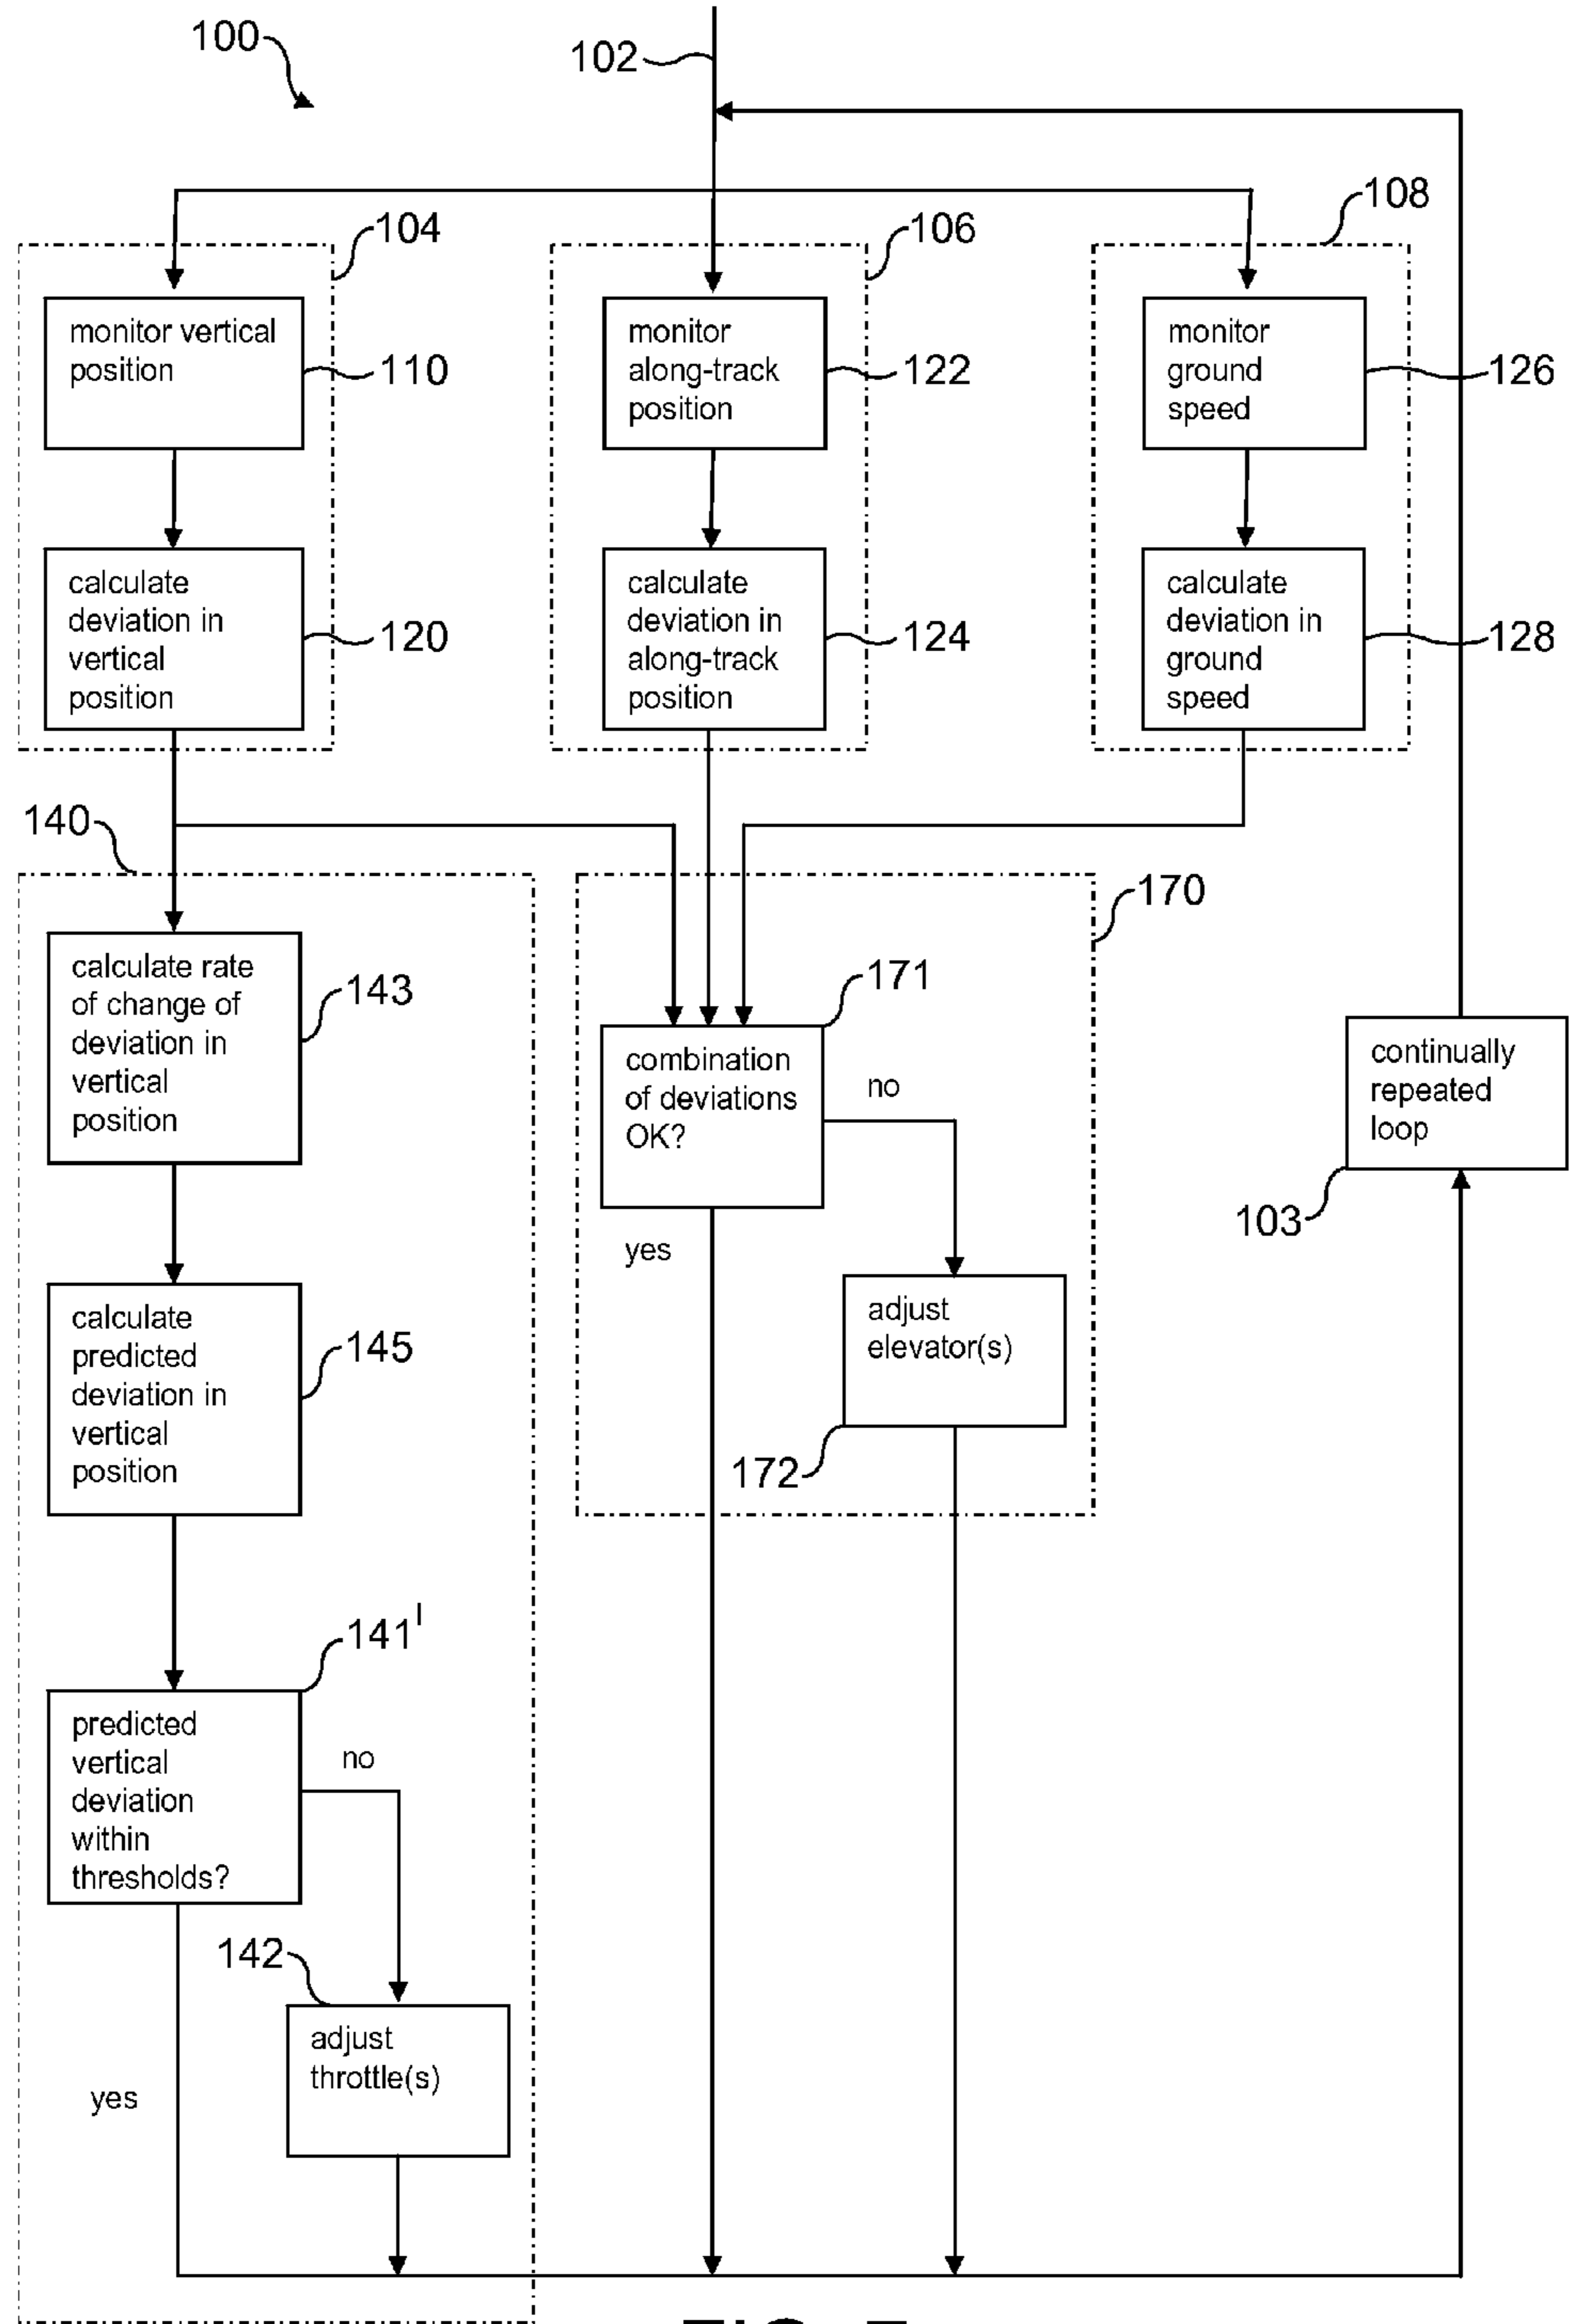 100
102
108
104
106
monitor vertical
position
110
monitor
along-track
position
122
monitor
ground
speed
126
calculate
deviation in
vertical
position
120
calculate
deviation in
along-track
position
124
calculate
deviation in
ground
speed
128
140
170
calculate rate
of change of
deviation in
vertical
position
143
171
combination
of deviations
OK?
no
yes
continually
repeated
loop
103
calculate
predicted
deviation in
vertical
position
145
adjust
elevator(s)
172
141'
predicted
vertical
deviation
within
thresholds?
no
142
adjust
throttle(s)
yes